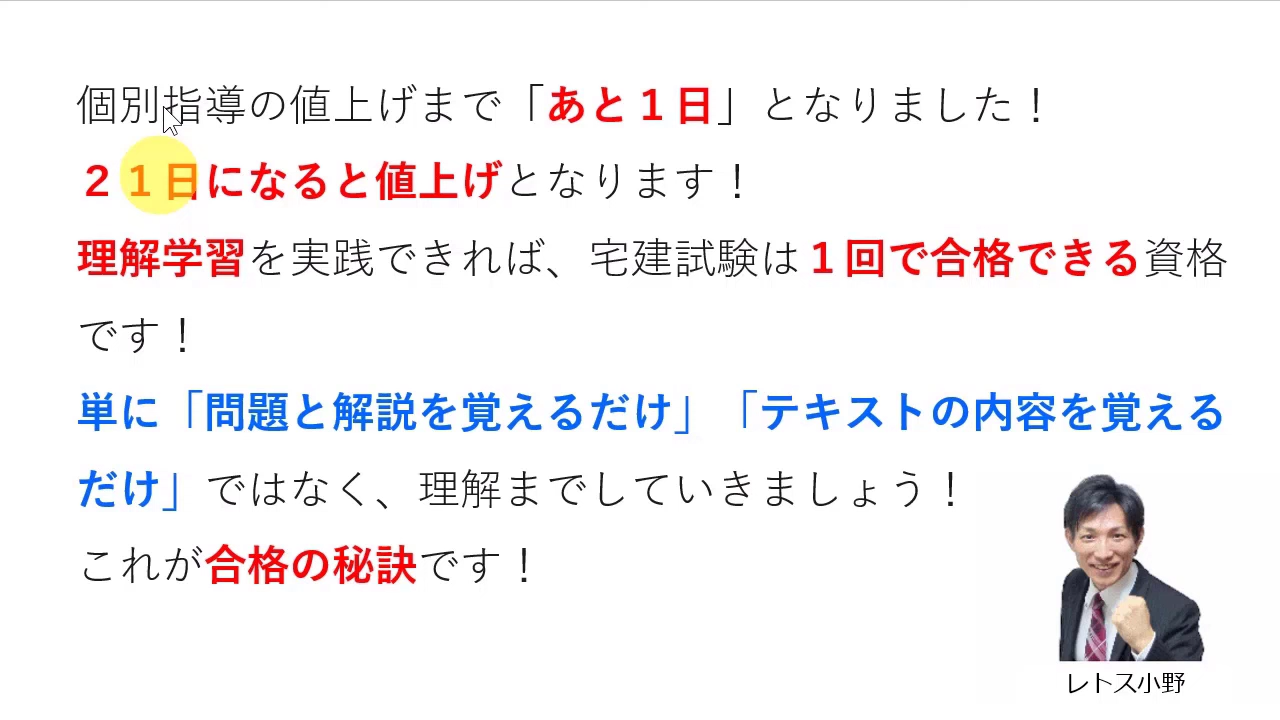 個別指導の値上げまで「あと１日」となりました！
２１日になると値上げとなります！
理解学習を実践できれば、宅建試験は１回で合格できる資格
です！
単に「問題と解説を覚えるだけ」「テキストの内容を覚える
だけ」ではなく、理解までしていきましょう！
これが合格の秘訣です！
レトス小野